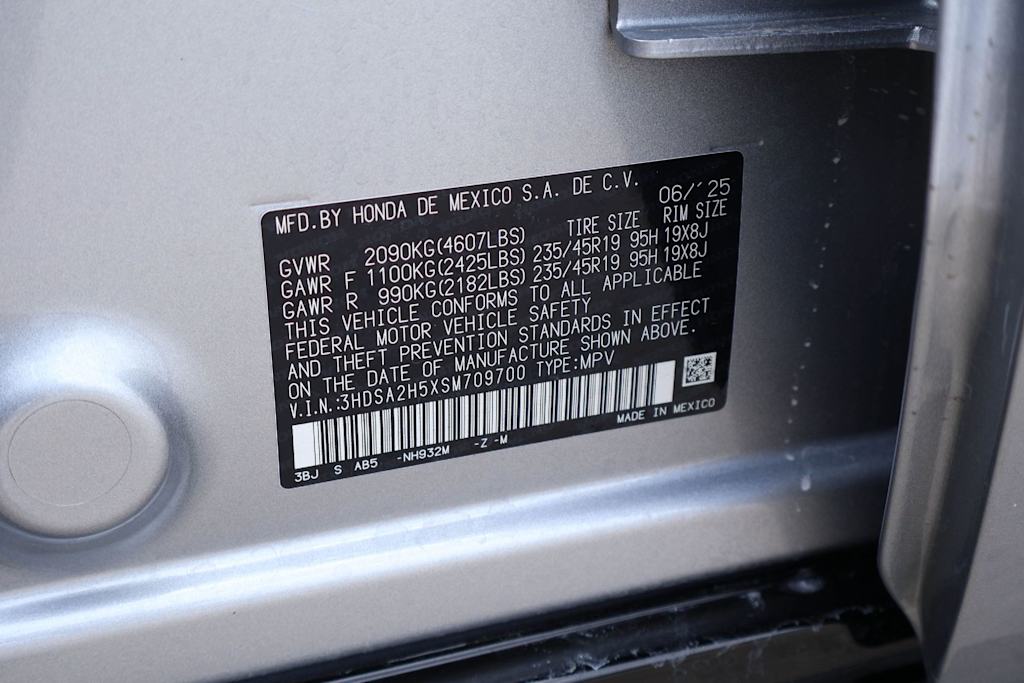 MFD.BY HONDA DE MEXICO S.A. DE C.V. 06/'25
TIRE SIZE RIM SIZE
GVWR 2090KG(4607LBS)
GAWR F 1100KG(2425LBS) 235/45R19 95H 19X8J
GAWR R 990KG(2182LBS) 235/45R19 95H 19X8J
THIS VEHICLE CONFORMS TO ALL APPLICABLE
FEDERAL MOTOR VEHICLE SAFETY
AND THEFT PREVENTION STANDARDS IN EFFECT
ON THE DATE OF MANUFACTURE SHOWN ABOVE.
V.I.N.:3HDSA2H5XSM709700 TYPE:MPV
MADE IN MEXICO
3BJ S AB5 -NH932M -Z -M